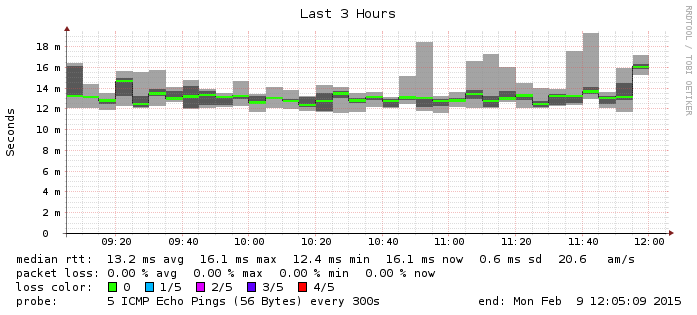 Last 3 Hours
RRDTOOL / TOBI OETIKER
Seconds
18 m
16 m
14 m
12 m
10 m
8 m
6 m
4 m
2 m
0
09:20 09:40 10:00 10:20 10:40 11:00 11:20 11:40 12:00
median rtt: 13.2 ms avg 16.1 ms max 12.4 ms min 16.1 ms now 0.6 ms sd 20.6 am/s
packet loss: 0.00 % avg 0.00 % max 0.00 % min 0.00 % now
loss color: 0 1/5 2/5 3/5 4/5
probe: 5 ICMP Echo Pings (56 Bytes) every 300s end: Mon Feb 9 12:05:09 2015